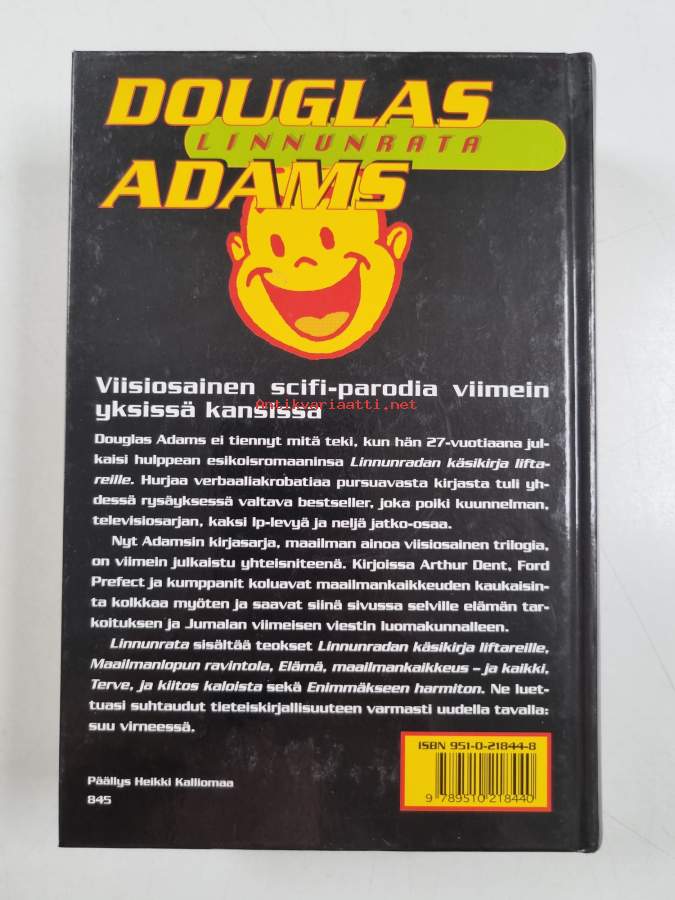 DOUGLAS
LINNUNRATA
ADAMS
Viisiosainen scifi-parodia viimein
yksissä kansissa
Antikvariaatti.net
Douglas Adams ei tiennyt mitä teki, kun hän 27-vuotiaana jul-
kaisi hulppean esikoisromaaninsa Linnunradan käsikirja lifta-
reille. Hurjaa verbaaliakrobatiaa pursuavasta kirjasta tuli yh-
dessä rysäyksessä valtava bestseller, joka poiki kuunnelman,
televisiosarjan, kaksi lp-levyä ja neljä jatko-osaa.
Nyt Adamsin kirjasarja, maailman ainoa viisiosainen trilogia,
on viimein julkaistu yhteisniteenä. Kirjoissa Arthur Dent, Ford
Prefect ja kumppanit koluavat maailmankaikkeuden kaukaisin-
ta kolkkaa myöten ja saavat siinä sivussa selville elämän tar-
koituksen ja Jumalan viimeisen viestin luomakunnalleen.
Linnunrata sisältää teokset Linnunradan käsikirja liftareille,
Maailmanlopun ravintola, Elämä, maailmankaikkeus – ja kaikki,
Terve, ja kiitos kaloista sekä Enimmäkseen harmiton. Ne luet-
tuasi suhtaudut tieteiskirjallisuuteen varmasti uudella tavalla:
suu virneessä.
ISBN 951-0-21844-8
9 789510 218440
Päällys Heikki Kalliomaa
845